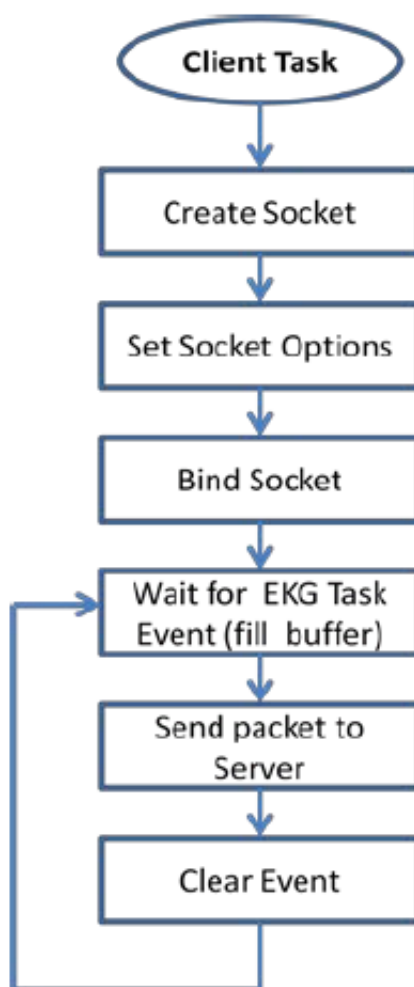 Client Task
Create Socket
Set Socket Options
Bind Socket
Wait for EKG Task
Event (fill buffer)
Send packet to
Server
Clear Event